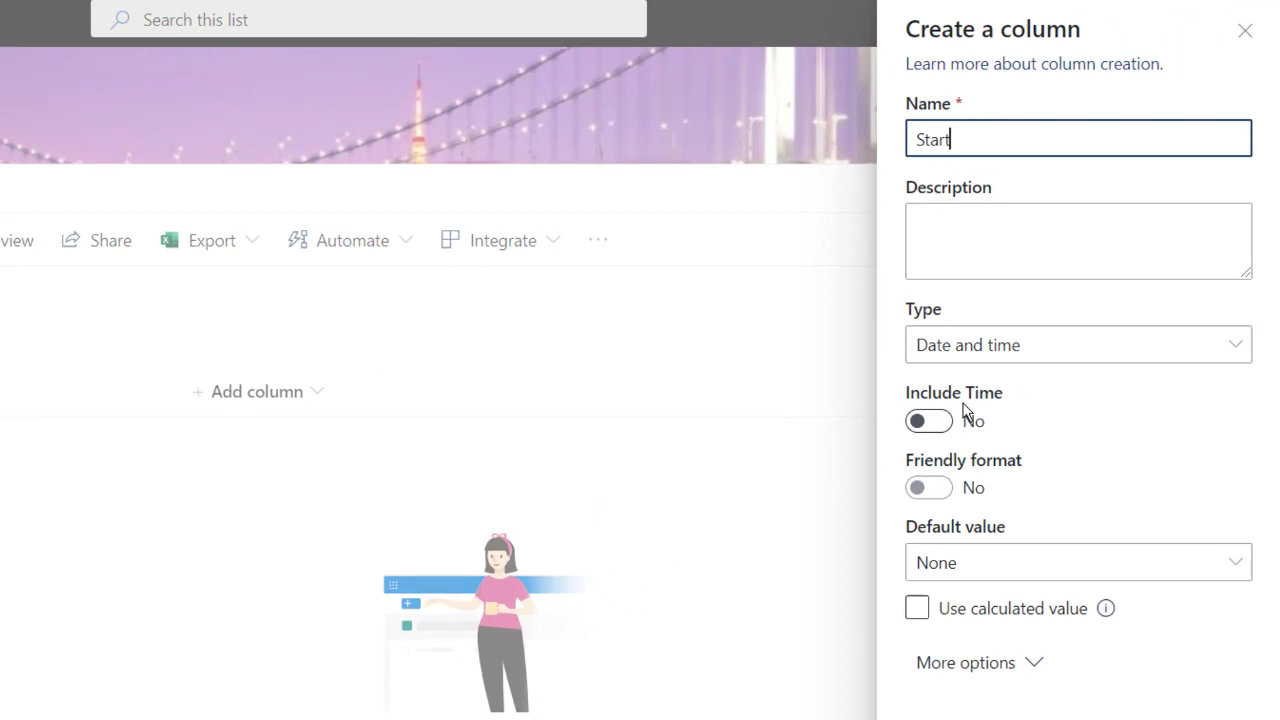 Search this list
view
Share
Export
Automate
Integrate
Add column
Create a column
Learn more about column creation.
Name *
Start
Description
Type
Date and time
Include Time
No
Friendly format
No
Default value
None
Use calculated value
More options